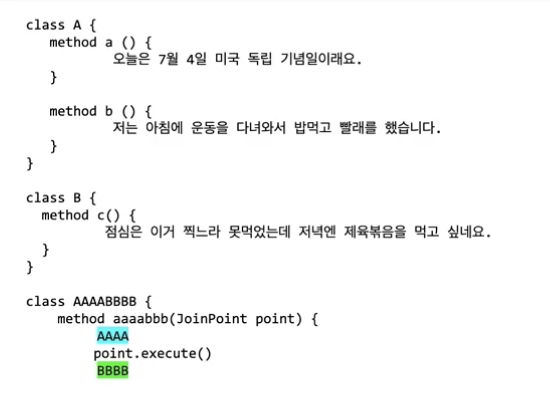 class A {
method a () {
오늘은 7월 4일 미국 독립 기념일이래요.
}
method b () {
저는 아침에 운동을 다녀와서 밥먹고 빨래를 했습니다.
}
}
class B {
method c() {
점심은 이거 찍느라 못먹었는데 저녁엔 제육볶음을 먹고 싶네요.
}
}
class AAAABBBB {
method aaaabbb(JoinPoint point) {
AAAA
point.execute()
BBBB